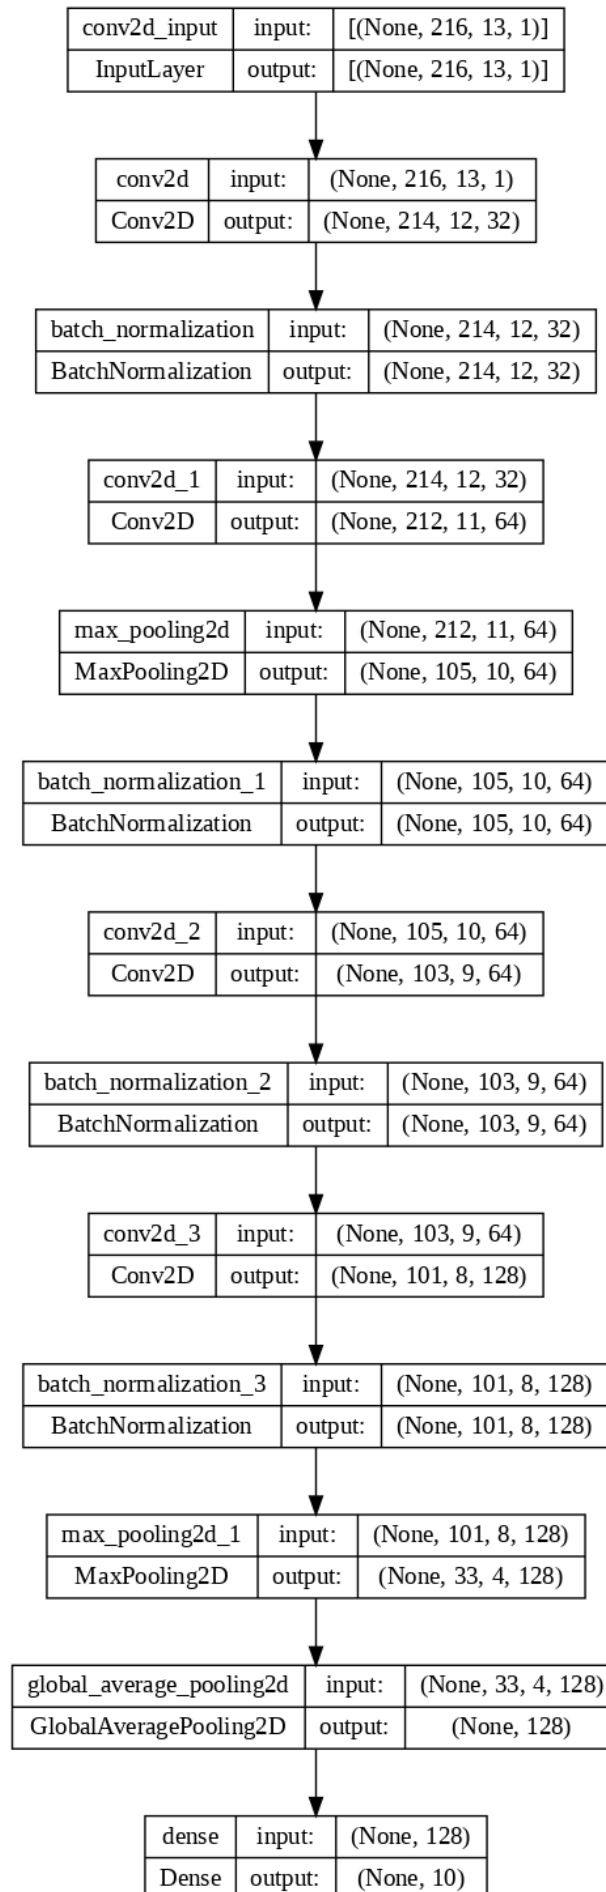 conv2d_input input: [(None, 216, 13, 1)]
InputLayer output: [(None, 216, 13, 1)]
conv2d input: (None, 216, 13, 1)
Conv2D output: (None, 214, 12, 32)
batch_normalization input: (None, 214, 12, 32)
BatchNormalization output: (None, 214, 12, 32)
conv2d_1 input: (None, 214, 12, 32)
Conv2D output: (None, 212, 11, 64)
max_pooling2d input: (None, 212, 11, 64)
MaxPooling2D output: (None, 105, 10, 64)
batch_normalization_1 input: (None, 105, 10, 64)
BatchNormalization output: (None, 105, 10, 64)
conv2d_2 input: (None, 105, 10, 64)
Conv2D output: (None, 103, 9, 64)
batch_normalization_2 input: (None, 103, 9, 64)
BatchNormalization output: (None, 103, 9, 64)
conv2d_3 input: (None, 103, 9, 64)
Conv2D output: (None, 101, 8, 128)
batch_normalization_3 input: (None, 101, 8, 128)
BatchNormalization output: (None, 101, 8, 128)
max_pooling2d_1 input: (None, 101, 8, 128)
MaxPooling2D output: (None, 33, 4, 128)
global_average_pooling2d input: (None, 33, 4, 128)
GlobalAveragePooling2D output: (None, 128)
dense input: (None, 128)
Dense output: (None, 10)